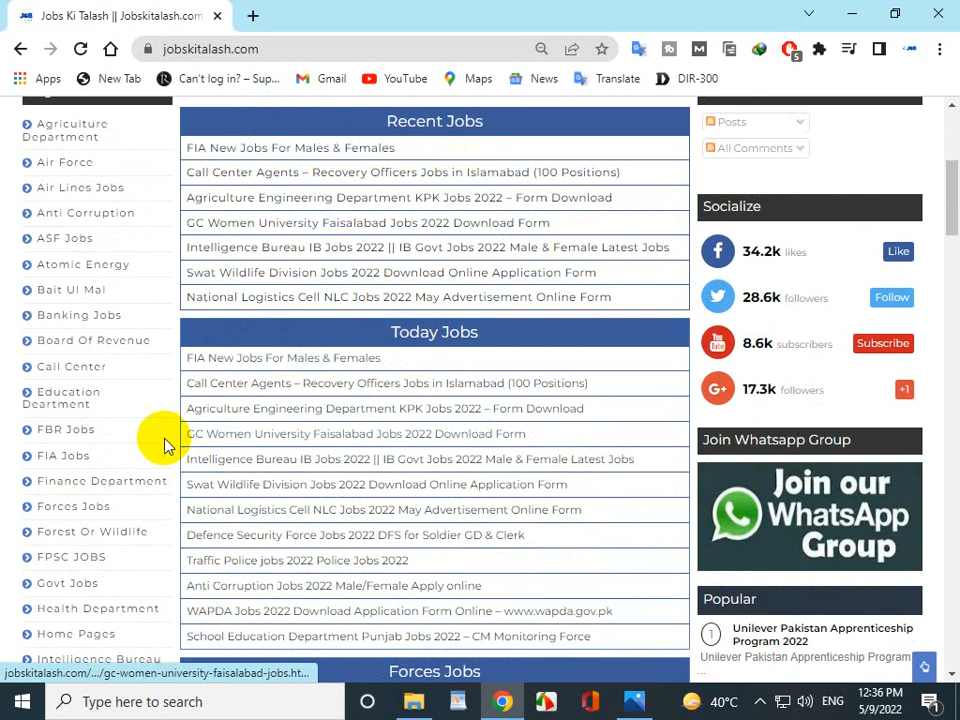 Jobs Ki Talash || Jobskitalash.com
jobskitalash.com
5
Apps
New Tab
Can't log in? – Sup...
Gmail
YouTube
Maps
News
Translate
DIR-300
Agriculture
Department
Air Force
Air Lines Jobs
Anti Corruption
ASF Jobs
Atomic Energy
Bait Ul Mal
Banking Jobs
Board Of Revenue
Call Center
Education
Deartment
FBR Jobs
FIA Jobs
Finance Department
Forces Jobs
Forest Or Wildlife
FPSC JOBS
Govt Jobs
Health Department
Home Pages
Intelligence Bureau
Recent Jobs
FIA New Jobs For Males & Females
Call Center Agents – Recovery Officers Jobs in Islamabad (100 Positions)
Agriculture Engineering Department KPK Jobs 2022 – Form Download
GC Women University Faisalabad Jobs 2022 Download Form
Intelligence Bureau IB Jobs 2022 || IB Govt Jobs 2022 Male & Female Latest Jobs
Swat Wildlife Division Jobs 2022 Download Online Application Form
National Logistics Cell NLC Jobs 2022 May Advertisement Online Form
Today Jobs
FIA New Jobs For Males & Females
Call Center Agents – Recovery Officers Jobs in Islamabad (100 Positions)
Agriculture Engineering Department KPK Jobs 2022 – Form Download
GC Women University Faisalabad Jobs 2022 Download Form
Intelligence Bureau IB Jobs 2022 || IB Govt Jobs 2022 Male & Female Latest Jobs
Swat Wildlife Division Jobs 2022 Download Online Application Form
National Logistics Cell NLC Jobs 2022 May Advertisement Online Form
Defence Security Force Jobs 2022 DFS for Soldier GD & Clerk
Traffic Police jobs 2022 Police Jobs 2022
Anti Corruption Jobs 2022 Male/Female Apply online
WAPDA Jobs 2022 Download Application Form Online – www.wapda.gov.pk
School Education Department Punjab Jobs 2022 – CM Monitoring Force
Forces Jobs
Posts
All Comments
Socialize
34.2k likes
Like
28.6k followers
Follow
8.6k subscribers
Subscribe
17.3k followers
+1
Join Whatsapp Group
Join our
WhatsApp
Group
Popular
1
Unilever Pakistan Apprenticeship
Program 2022
Unilever Pakistan Apprenticeship Program
...
jobskitalash.com/.../gc-women-university-faisalabad-jobs.ht...
Type here to search
40°C
ENG
12:36 PM
5/9/2022
1